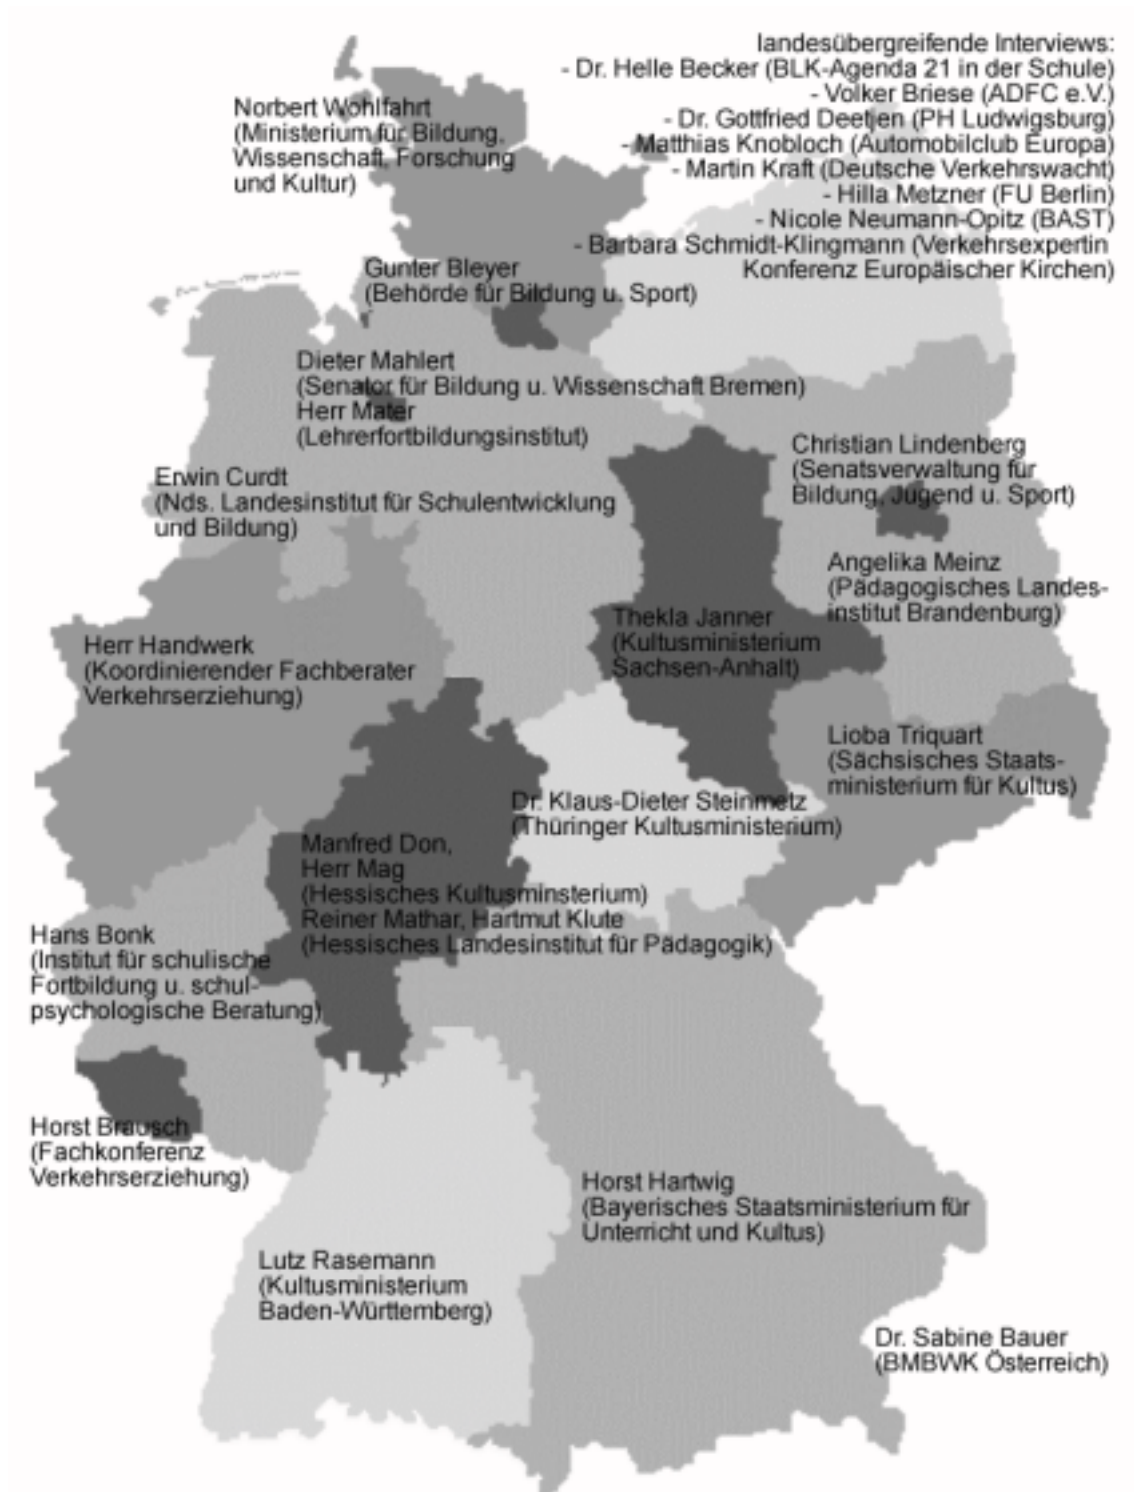 landesübergreifende Interviews:
- Dr. Helle Becker (BLK-Agenda 21 in der Schule)
- Volker Briese (ADFC e.V.)
- Dr. Gottfried Deetjen (PH Ludwigsburg)
- Matthias Knobloch (Automobilclub Europa)
- Martin Kraft (Deutsche Verkehrswacht)
- Hilla Metzner (FU Berlin)
- Nicole Neumann-Opitz (BAST)
- Barbara Schmidt-Klingmann (Verkehrsexpertin
Konferenz Europäischer Kirchen)
Norbert Wohlfahrt
(Ministerium für Bildung,
Wissenschaft, Forschung
und Kultur)
Gunter Bleyer
(Behörde für Bildung u. Sport)
Dieter Mahlert
(Senator für Bildung u. Wissenschaft Bremen)
Herr Mater
(Lehrerfortbildungsinstitut)
Christian Lindenberg
(Senatsverwaltung für
Bildung, Jugend u. Sport)
Erwin Curdt
(Nds. Landesinstitut für Schulentwicklung
und Bildung)
Angelika Meinz
(Pädagogisches Landes-
institut Brandenburg)
Thekla Janner
(Kultusministerium
Sachsen-Anhalt)
Herr Handwerk
(Koordinierender Fachberater
Verkehrserziehung)
Lioba Triquart
(Sächsisches Staats-
ministerium für Kultus)
Dr. Klaus-Dieter Steinmetz
(Thüringer Kultusministerium)
Manfred Don,
Herr Mag
(Hessisches Kultusminsterium)
Reiner Mathar, Hartmut Klute
(Hessisches Landesinstitut für Pädagogik)
Hans Bonk
(Institut für schulische
Fortbildung u. schul-
psychologische Beratung)
Horst Brausch
(Fachkonferenz
Verkehrserziehung)
Horst Hartwig
(Bayerisches Staatsministerium für
Unterricht und Kultus)
Lutz Rasemann
(Kultusministerium
Baden-Württemberg)
Dr. Sabine Bauer
(BMBWK Österreich)